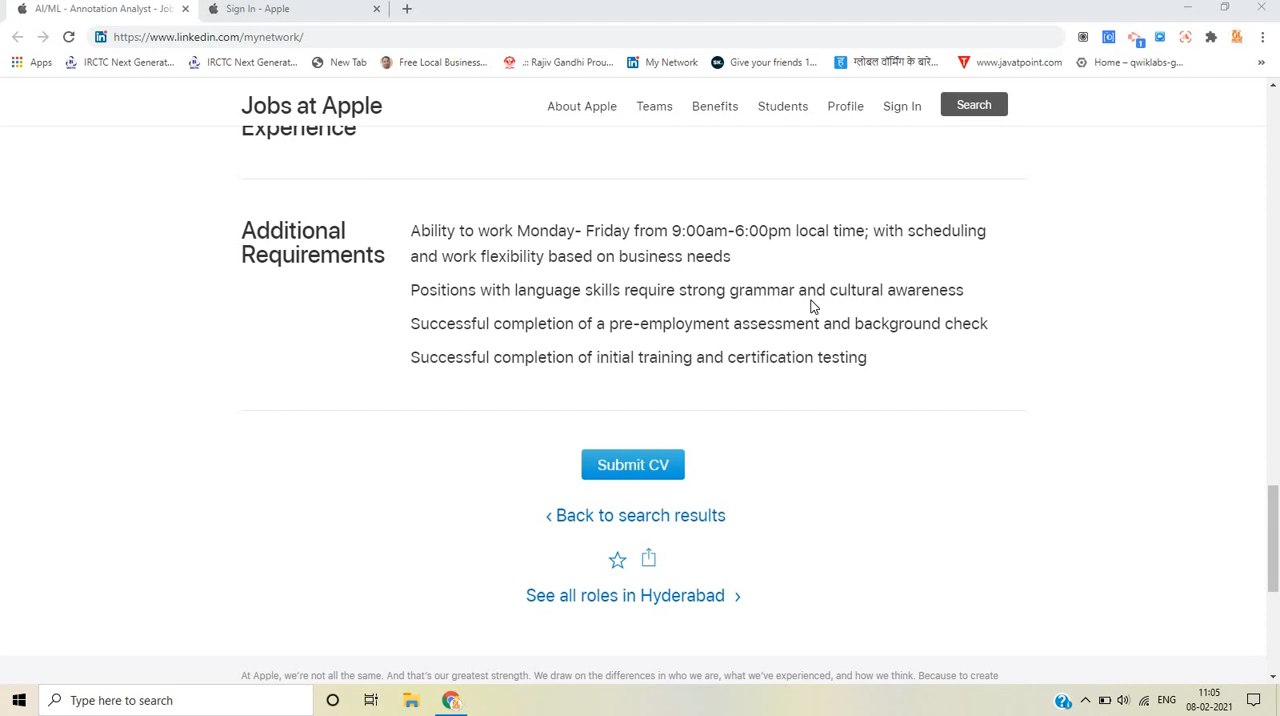 AI/ML - Annotation Analyst - Job
Sign In - Apple
https://www.linkedin.com/mynetwork/
Apps
IRCTC Next Generat...
IRCTC Next Generat...
New Tab
Free Local Business...
.:: Rajiv Gandhi Prou...
My Network
Give your friends 1...
ग्लोबल वॉर्मिंग के बारे...
www.javatpoint.com
Home – qwiklabs-g...
»
Jobs at Apple
About Apple
Teams
Benefits
Students
Profile
Sign In
Search
Experience
Additional
Requirements
Ability to work Monday- Friday from 9:00am-6:00pm local time; with scheduling
and work flexibility based on business needs
Positions with language skills require strong grammar and cultural awareness
Successful completion of a pre-employment assessment and background check
Successful completion of initial training and certification testing
Submit CV
‹ Back to search results
See all roles in Hyderabad ›
At Apple, we're not all the same. And that's our greatest strength. We draw on the differences in who we are, what we've experienced, and how we think. Because to create
Type here to search
ENG
11:05
08-02-2021